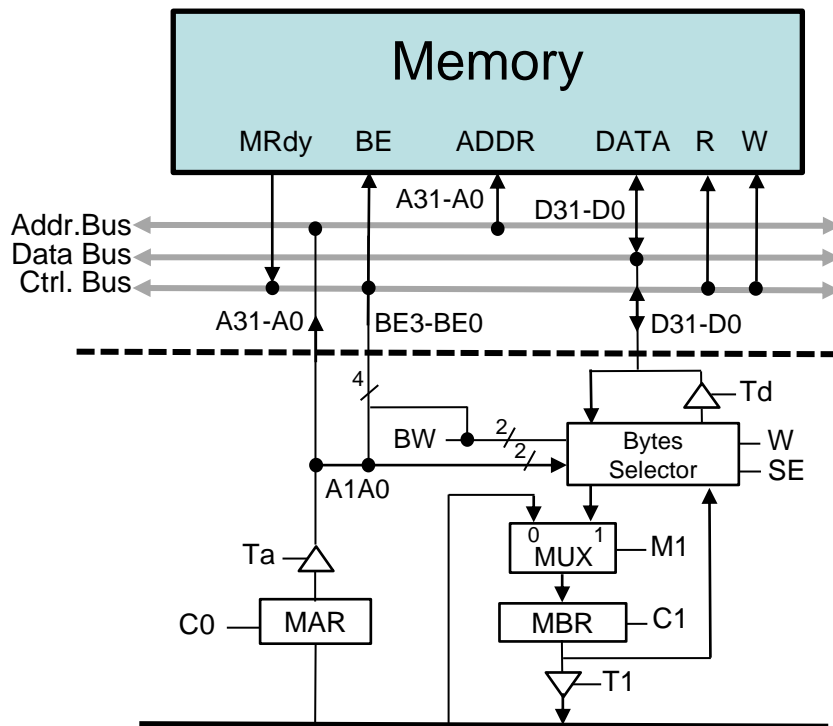 Memory
MRdy BE ADDR DATA R W
A31-A0
D31-D0
Addr.Bus
Data Bus
Ctrl. Bus
A31-A0
BE3-BE0
D31-D0
4
Td
BW
2
Bytes
Selector
W
2
SE
A1A0
0 1
MUX
M1
Ta
C0
MAR
MBR
C1
T1